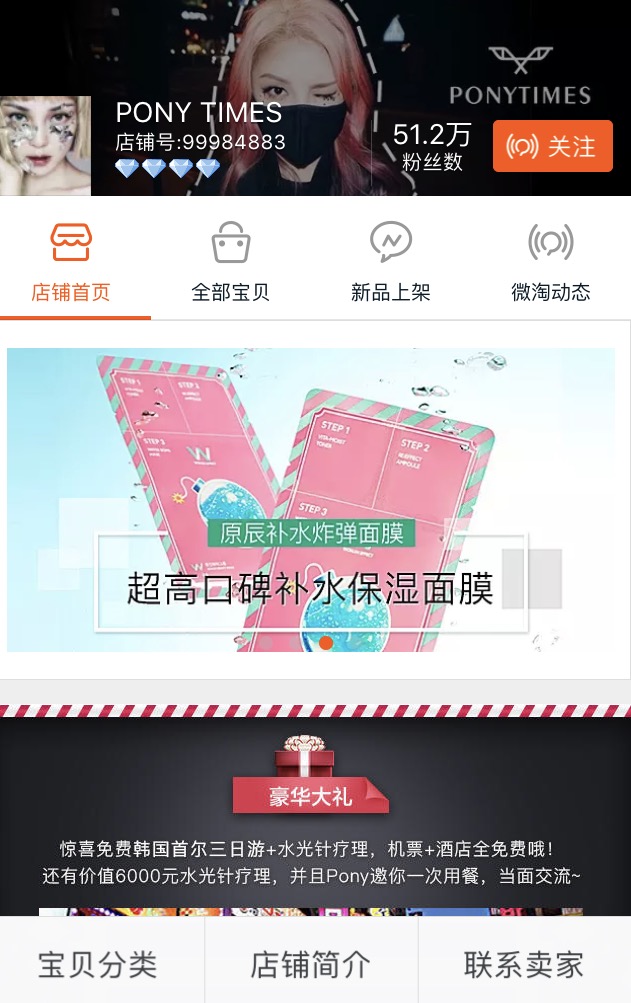 PONYTIMES
PONY TIMES
店铺号:99984883
51.2万
粉丝数
关注
店铺首页
全部宝贝
新品上架
微淘动态
STEP 1
STEP 2
STEP 3
STEP 1
STEP 2
STEP 3
原辰补水炸弹面膜
超高口碑补水保湿面膜
豪华大礼
惊喜免费韩国首尔三日游+水光针疗理，机票+酒店全免费哦！
还有价值6000元水光针疗理，并且Pony邀你一次用餐，当面交流~
宝贝分类
店铺简介
联系卖家